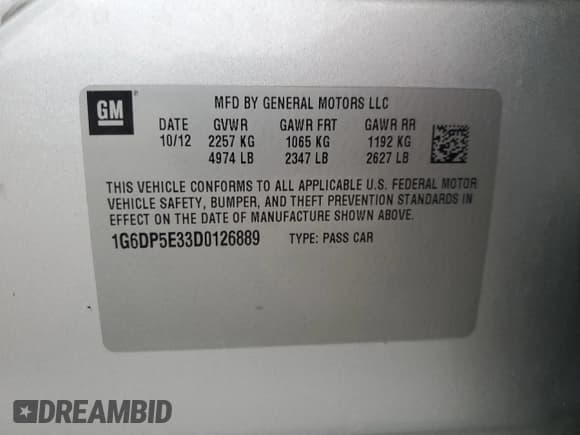 GM
®
MFD BY GENERAL MOTORS LLC
DATE GVWR GAWR FRT GAWR RR
10/12 2257 KG 1065 KG 1192 KG
4974 LB 2347 LB 2627 LB
THIS VEHICLE CONFORMS TO ALL APPLICABLE U.S. FEDERAL MOTOR
VEHICLE SAFETY, BUMPER, AND THEFT PREVENTION STANDARDS IN
EFFECT ON THE DATE OF MANUFACTURE SHOWN ABOVE.
1G6DP5E33D0126889 TYPE: PASS CAR
DREAMBID